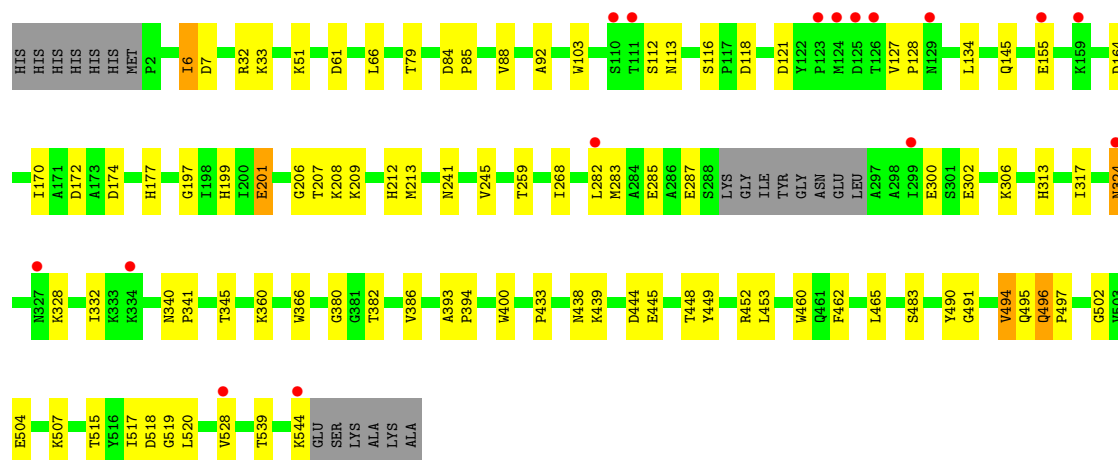 HIS HIS HIS HIS HIS HIS MET P2 I6 D7 R32 K33 K51 D61 L66 T79 D84 P85 V88 A92 W103 S110 T111 S112 N113 S116 P117 D118 D121 Y122 P123 M124 D125 T126 V127 P128 N129 L134 Q145 E155 K159 D164
I170 A171 D172 A173 D174 H177 G197 I198 H199 I200 E201 G206 T207 K208 K209 H212 M213 N241 V245 T259 I268 L282 M283 A284 E285 A286 E287 S288 LYS GLY ILE TYR GLY ASN GLU LEU A297 A298 I299 E300 S301 E302 K306 H313 I317 N324
N327 K328 I332 K333 K334 N340 P341 T345 K360 W366 G380 G381 T382 V386 A393 P394 W400 P433 N438 K439 D444 E445 T448 Y449 R452 L453 W460 Q461 F462 L465 S483 Y490 G491 V494 Q495 Q496 P497 G502 V503
E504 K507 T515 Y516 I517 D518 G519 L520 V528 T539 K544 GLU SER LYS ALA LYS ALA